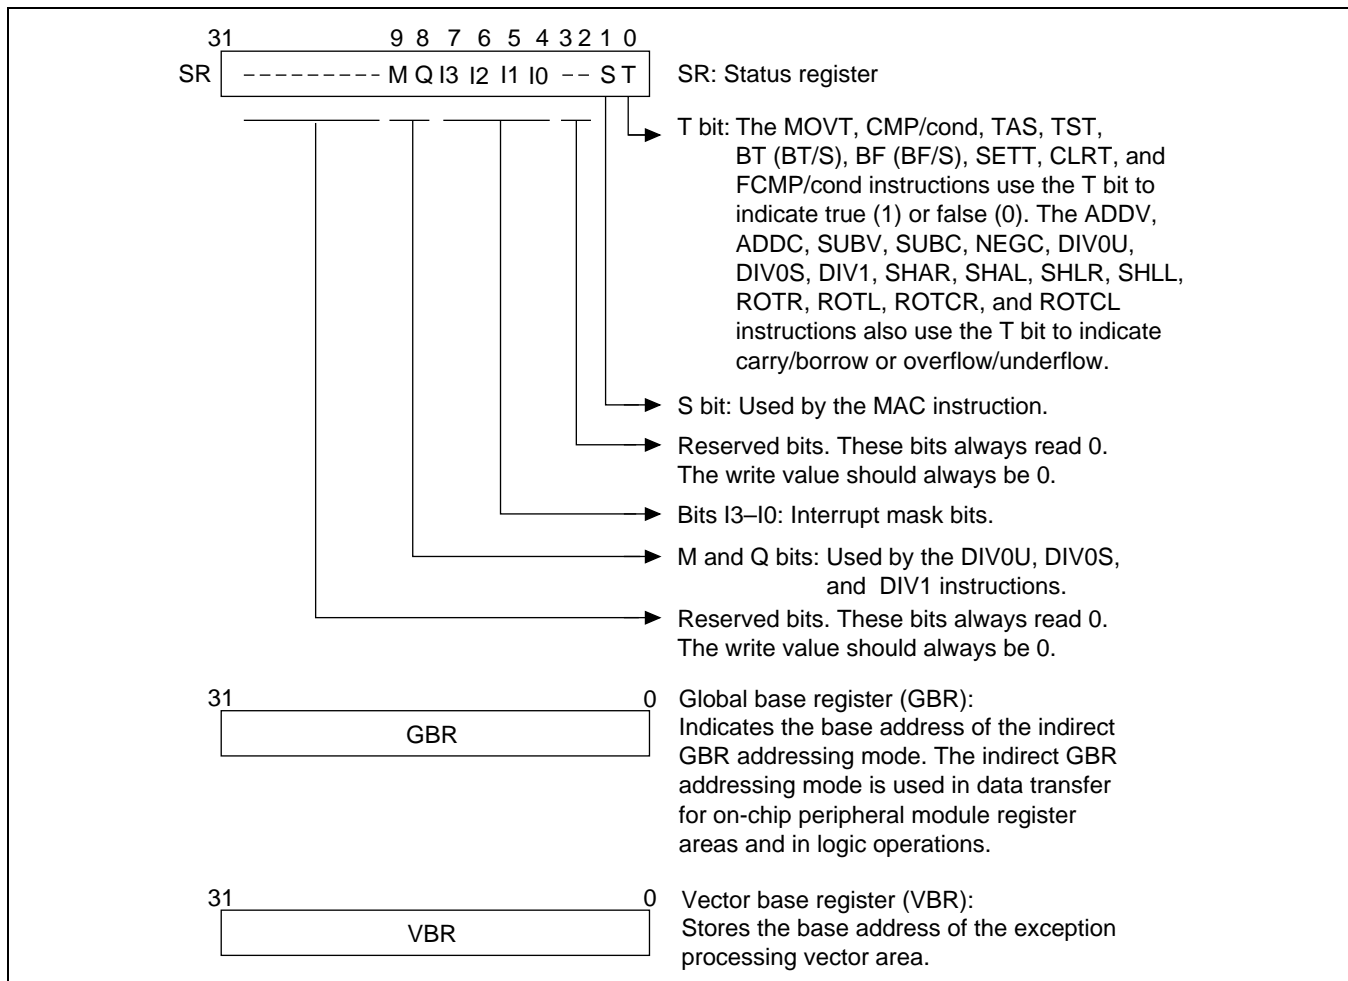 31 9 8 7 6 5 4 3 2 1 0
SR ---------- M Q I3 I2 I1 I0 -- S T SR: Status register
T bit: The MOVT, CMP/cond, TAS, TST,
BT (BT/S), BF (BF/S), SETT, CLRT, and
FCMP/cond instructions use the T bit to
indicate true (1) or false (0). The ADDV,
ADDC, SUBV, SUBC, NEGC, DIV0U,
DIV0S, DIV1, SHAR, SHAL, SHLR, SHLL,
ROTR, ROTL, ROTCR, and ROTCL
instructions also use the T bit to indicate
carry/borrow or overflow/underflow.
S bit: Used by the MAC instruction.
Reserved bits. These bits always read 0.
The write value should always be 0.
Bits I3–I0: Interrupt mask bits.
M and Q bits: Used by the DIV0U, DIV0S,
and DIV1 instructions.
Reserved bits. These bits always read 0.
The write value should always be 0.
31 0 Global base register (GBR):
GBR Indicates the base address of the indirect
GBR addressing mode. The indirect GBR
addressing mode is used in data transfer
for on-chip peripheral module register
areas and in logic operations.
31 0 Vector base register (VBR):
VBR Stores the base address of the exception
processing vector area.